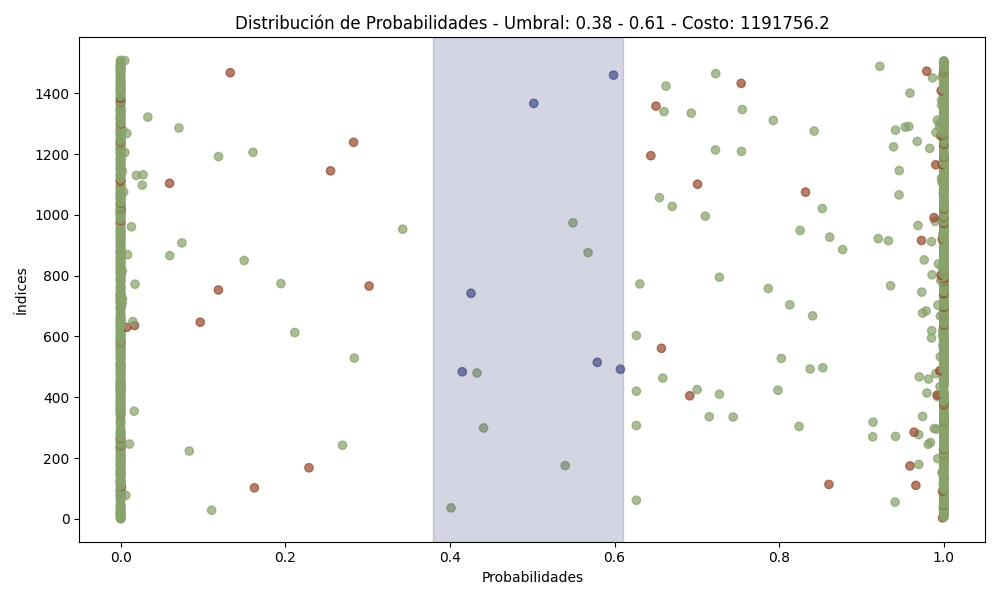 Distribución de Probabilidades - Umbral: 0.38 - 0.61 - Costo: 1191756.2
Índices
1400
1200
1000
800
600
400
200
0
0.0 0.2 0.4 0.6 0.8 1.0
Probabilidades